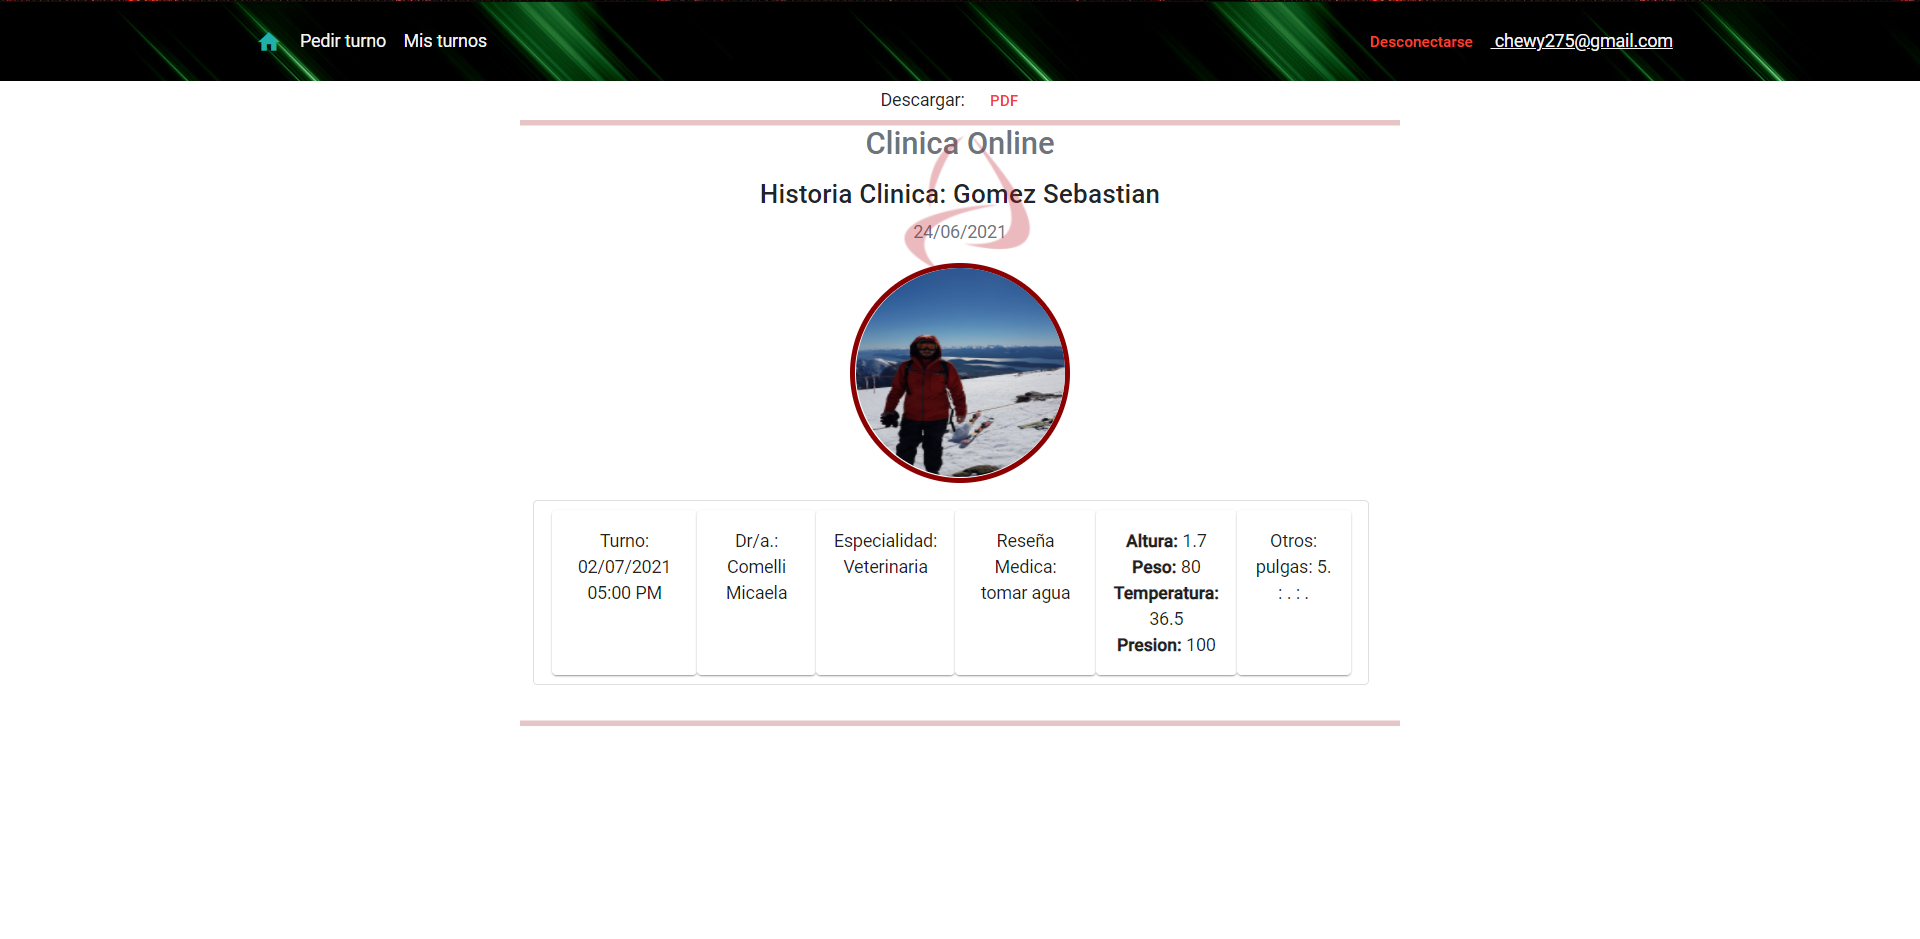 Pedir turno Mis turnos Desconectarse chewy275@gmail.com
Descargar: PDF
Clinica Online
Historia Clinica: Gomez Sebastian
24/06/2021
Turno:
02/07/2021
05:00 PM
Dr/a.:
Comelli
Micaela
Especialidad:
Veterinaria
Reseña
Medica:
tomar agua
Altura: 1.7
Peso: 80
Temperatura:
36.5
Presion: 100
Otros:
pulgas: 5.
: . : .